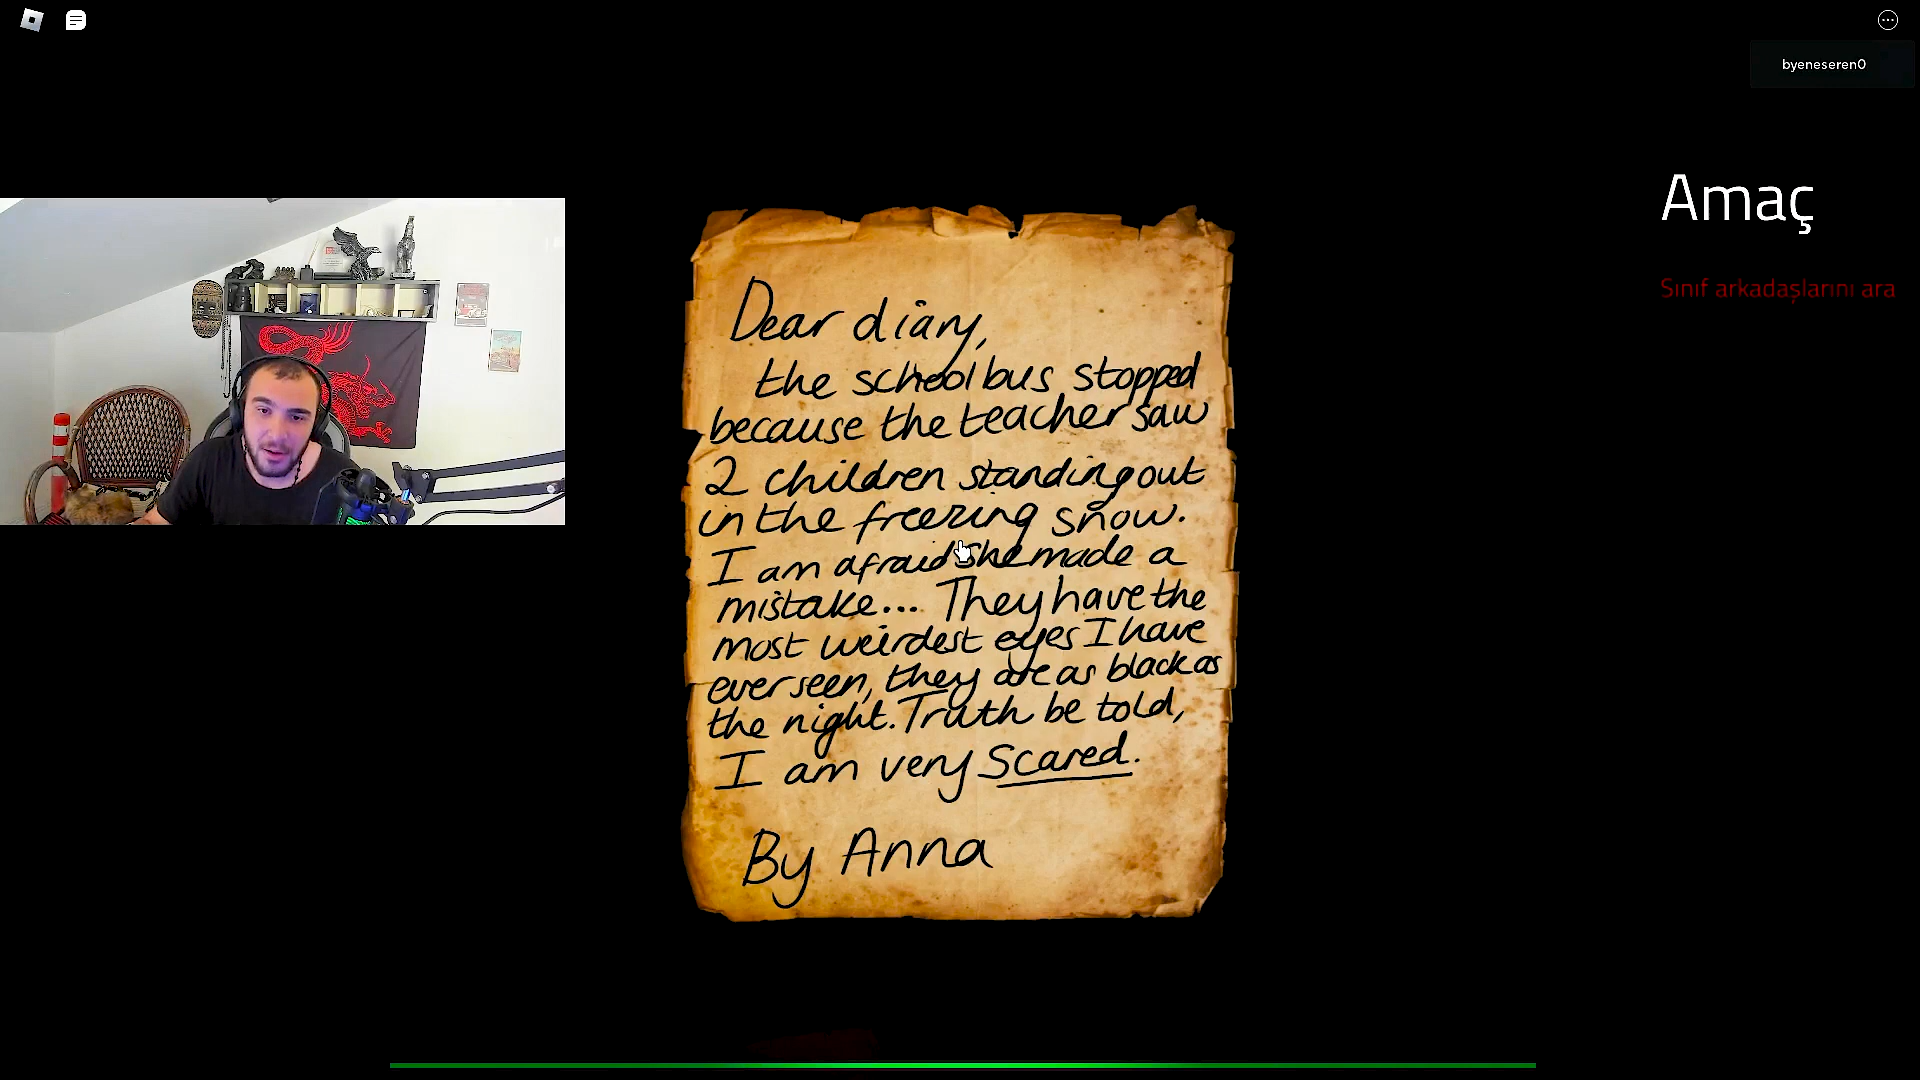 byeneseren0
Amaç
Sınıf arkadaşlarını ara
Dear diary,
the school bus stopped
because the teacher saw
2 children standing out
in the freezing snow.
I am afraid she made a
mistake... They have the
most weirdest eyes I have
ever seen, they are as black as
the night. Truth be told,
I am very scared.
By Anna